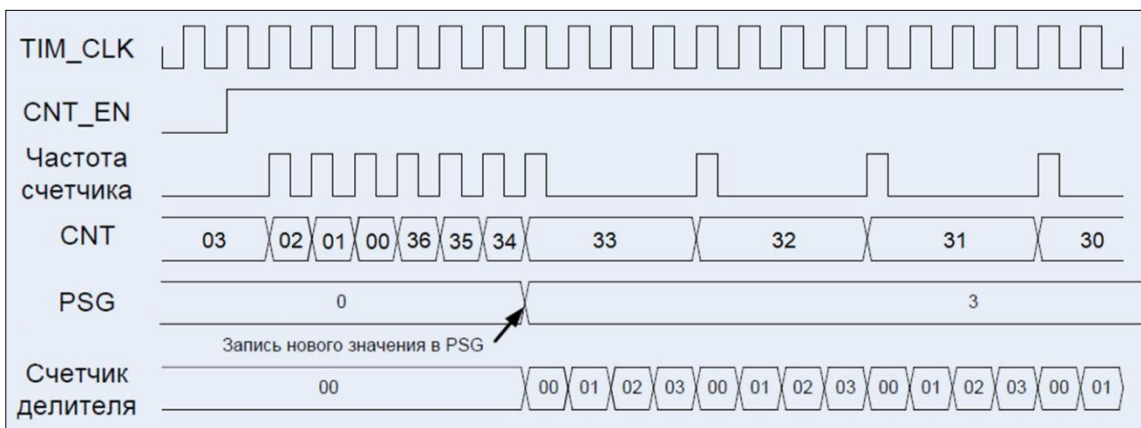 TIM_CLK
CNT_EN
Частота
счетчика
CNT 03 02 01 00 36 35 34 33 32 31 30
PSG 0 3
Запись нового значения в PSG
Счетчик
делителя 00 00 01 02 03 00 01 02 03 00 01 02 03 00 01